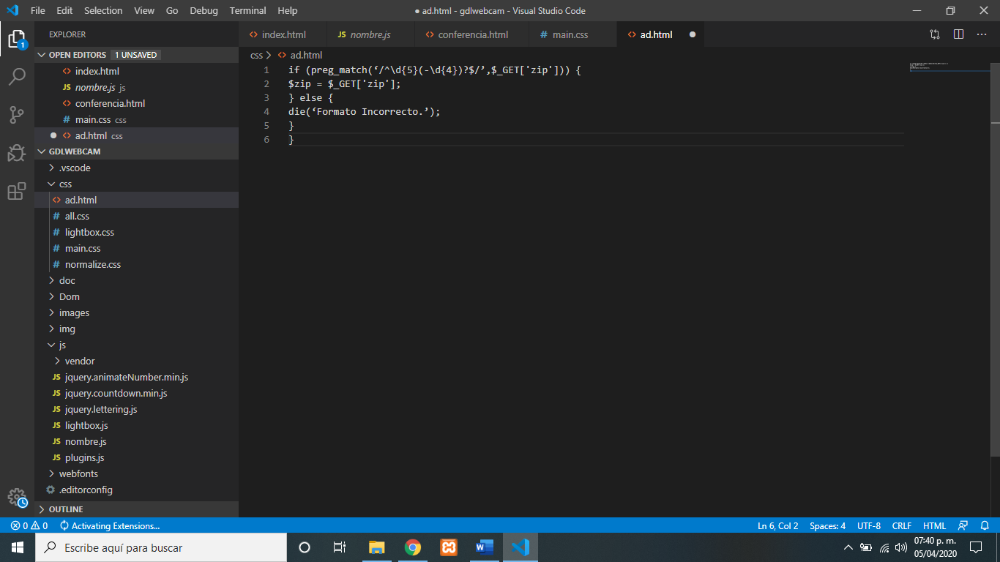 File Edit Selection View Go Debug Terminal Help
● ad.html - gdlwebcam - Visual Studio Code
EXPLORER
OPEN EDITORS 1 UNSAVED
index.html
nombre.js js
conferencia.html
main.css css
ad.html css
GDLWEBCAM
.vscode
css
ad.html
all.css
lightbox.css
main.css
normalize.css
doc
Dom
images
img
js
vendor
jquery.animateNumber.min.js
jquery.countdown.min.js
jquery.lettering.js
lightbox.js
nombre.js
plugins.js
webfonts
.editorconfig
OUTLINE
index.html nombre.js conferencia.html main.css ad.html
css > ad.html
1 if (preg_match(‘/^\d{5}(-\d{4})?$/’,$_GET['zip'])) {
2 $zip = $_GET['zip'];
3 } else {
4 die(‘Formato Incorrecto.’);
5 }
6 }
0 0 Activating Extensions...
Ln 6, Col 2 Spaces: 4 UTF-8 CRLF HTML
Escribe aquí para buscar
07:40 p. m.
05/04/2020